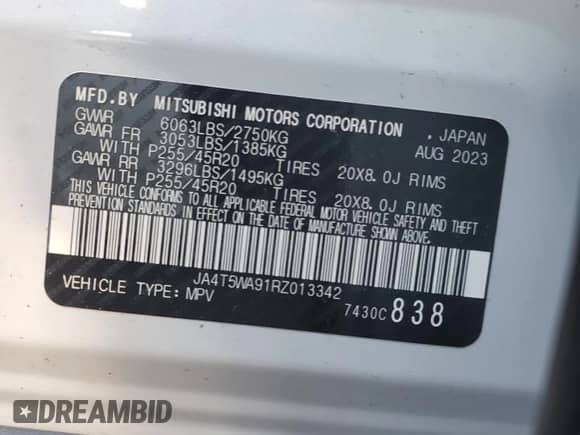 MFD.BY MITSUBISHI MOTORS CORPORATION . JAPAN
GVWR 6063LBS/2750KG AUG 2023
GAWR FR 3053LBS/1385KG
WITH P255/45R20 TIRES 20X8.0J RIMS
GAWR RR 3296LBS/1495KG
WITH P255/45R20 TIRES 20X8.0J RIMS
THIS VEHICLE CONFORMS TO ALL APPLICABLE FEDERAL MOTOR VEHICLE SAFETY AND THEFT
PREVENTION STANDARDS IN EFFECT ON THE DATE OF MANUFACTURE SHOWN ABOVE.
JA4T5WA91RZ013342
VEHICLE TYPE:MPV 7430C 838
DREAMBID